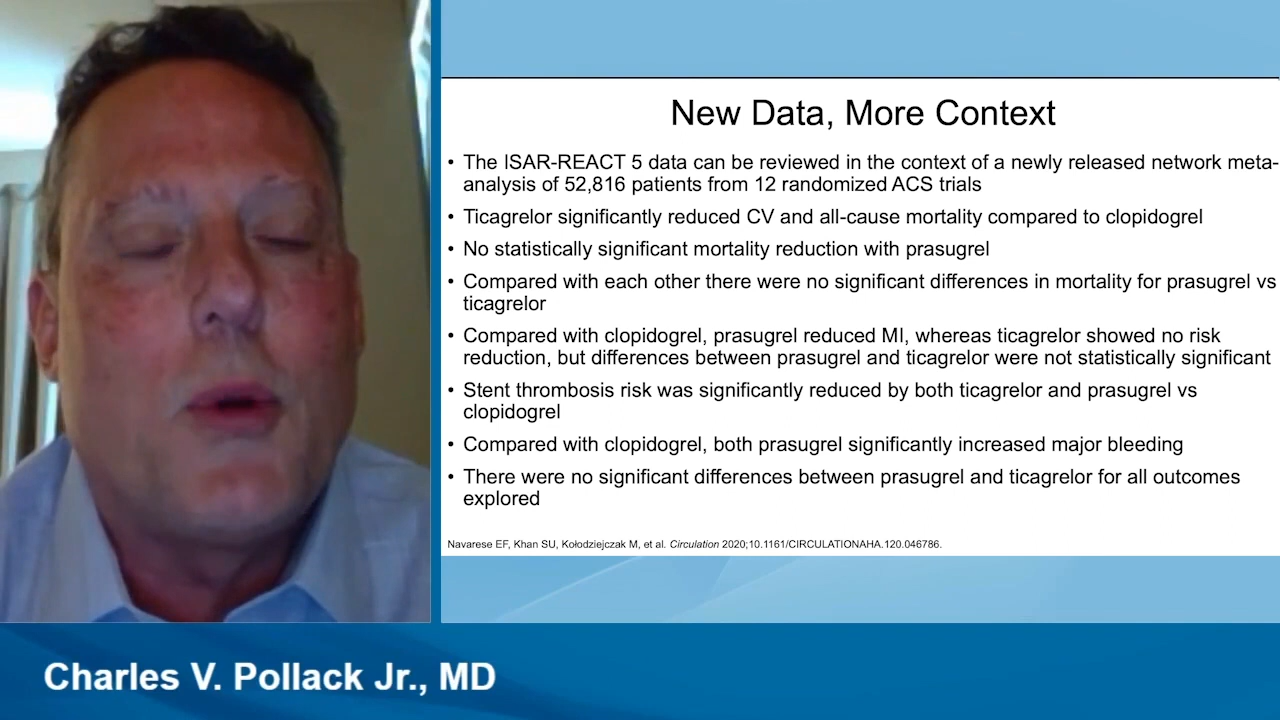 New Data, More Context
• The ISAR-REACT 5 data can be reviewed in the context of a newly released network meta-
analysis of 52,816 patients from 12 randomized ACS trials
• Ticagrelor significantly reduced CV and all-cause mortality compared to clopidogrel
• No statistically significant mortality reduction with prasugrel
• Compared with each other there were no significant differences in mortality for prasugrel vs
ticagrelor
• Compared with clopidogrel, prasugrel reduced MI, whereas ticagrelor showed no risk
reduction, but differences between prasugrel and ticagrelor were not statistically significant
• Stent thrombosis risk was significantly reduced by both ticagrelor and prasugrel vs
clopidogrel
• Compared with clopidogrel, both prasugrel significantly increased major bleeding
• There were no significant differences between prasugrel and ticagrelor for all outcomes
explored
Navarese EF, Khan SU, Kołodziejczak M, et al. Circulation 2020;10.1161/CIRCULATIONAHA.120.046786.
Charles V. Pollack Jr., MD